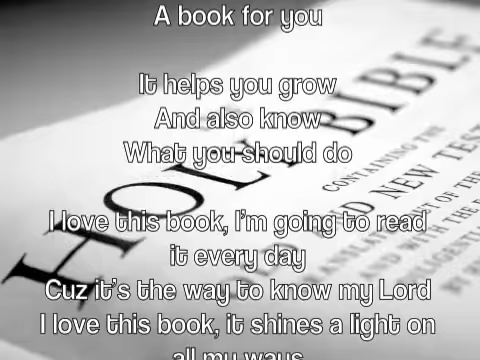 A book for you
It helps you grow
And also know
What you should do
I love this book, I'm going to read
it every day
Cuz it's the way to know my Lord
I love this book, it shines a light on
all my ways
HOLY BIBLE
CONTAINING THE
OLD AND NEW TEST